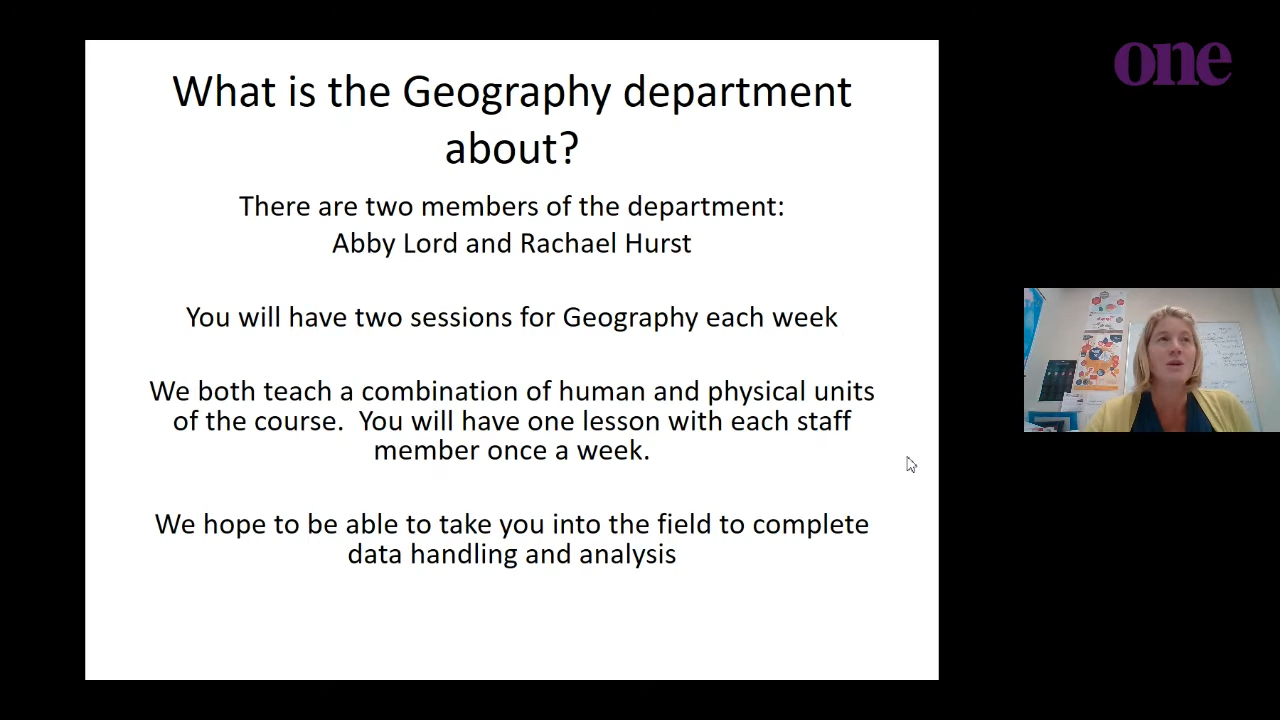 What is the Geography department
about?
There are two members of the department:
Abby Lord and Rachael Hurst
You will have two sessions for Geography each week
We both teach a combination of human and physical units
of the course.  You will have one lesson with each staff
member once a week.
We hope to be able to take you into the field to complete
data handling and analysis
one